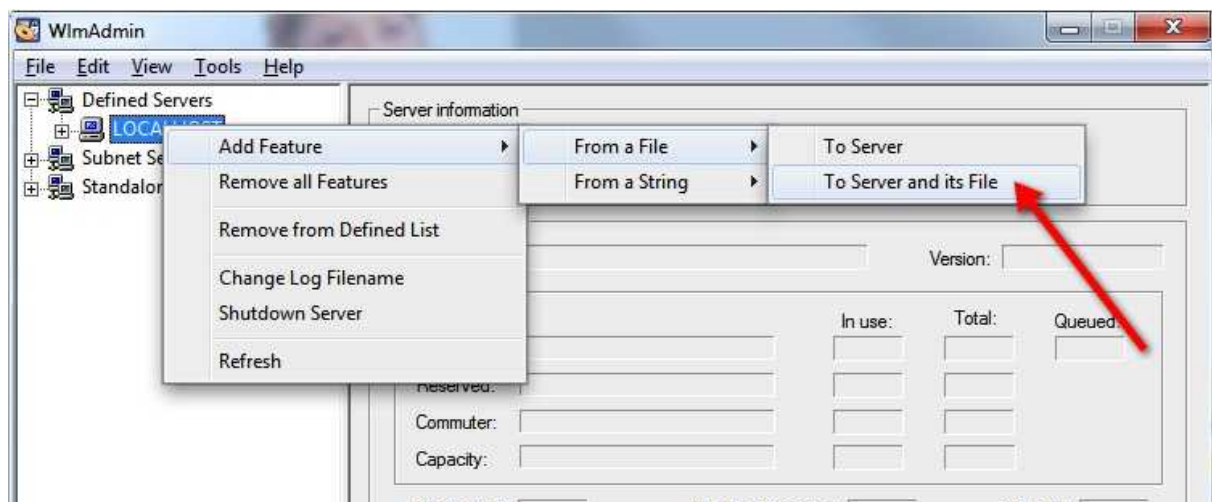 WlmAdmin
File Edit View Tools Help
Defined Servers
Server information
Add Feature
From a File
To Server
Subnet
Remove all Features
From a String
To Server and its File
Remove from Defined List
Version:
Change Log Filename
Shutdown Server
In use: Total: Queued:
Refresh
Reserved:
Commuter:
Capacity: